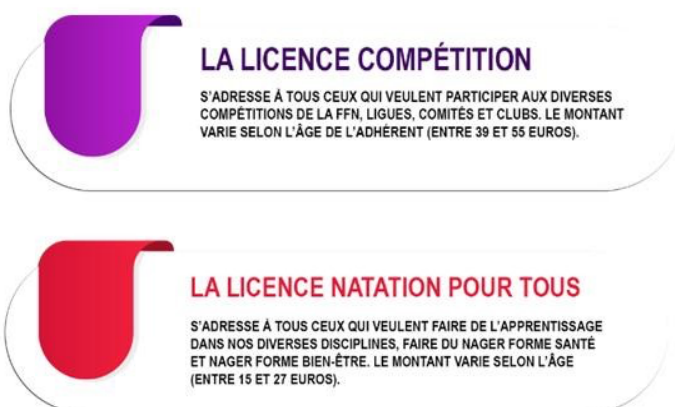 LA LICENCE COMPÉTITION
S'ADRESSE À TOUS CEUX QUI VEULENT PARTICIPER AUX DIVERSES
COMPÉTITIONS DE LA FFN, LIGUES, COMITÉS ET CLUBS. LE MONTANT
VARIE SELON L'ÂGE DE L'ADHÉRENT (ENTRE 39 ET 55 EUROS).
LA LICENCE NATATION POUR TOUS
S'ADRESSE À TOUS CEUX QUI VEULENT FAIRE DE L'APPRENTISSAGE
DANS NOS DIVERSES DISCIPLINES, FAIRE DU NAGER FORME SANTÉ
ET NAGER FORME BIEN-ÊTRE. LE MONTANT VARIE SELON L'ÂGE
(ENTRE 15 ET 27 EUROS).